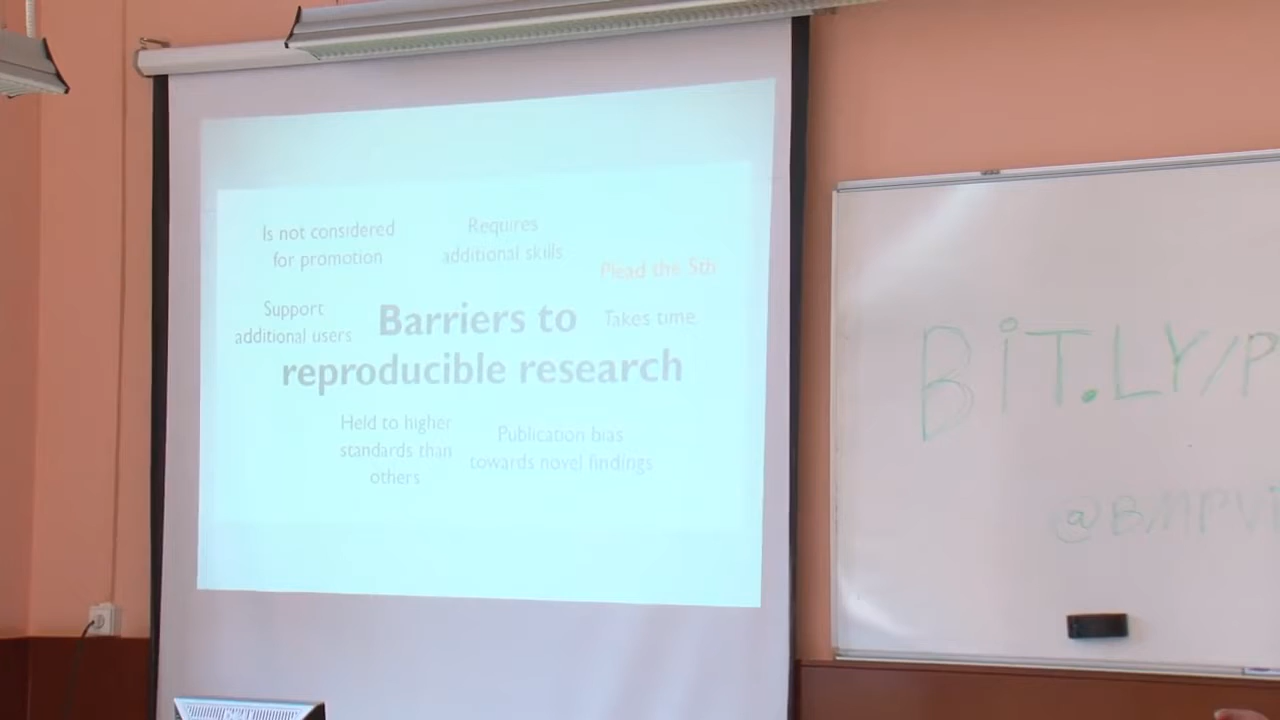 Is not considered
for promotion
Requires
additional skills
Plead the 5th
Support
additional users
Barriers to
reproducible research
Takes time
Held to higher
standards than
others
Publication bias
towards novel findings
BiT.LY/P